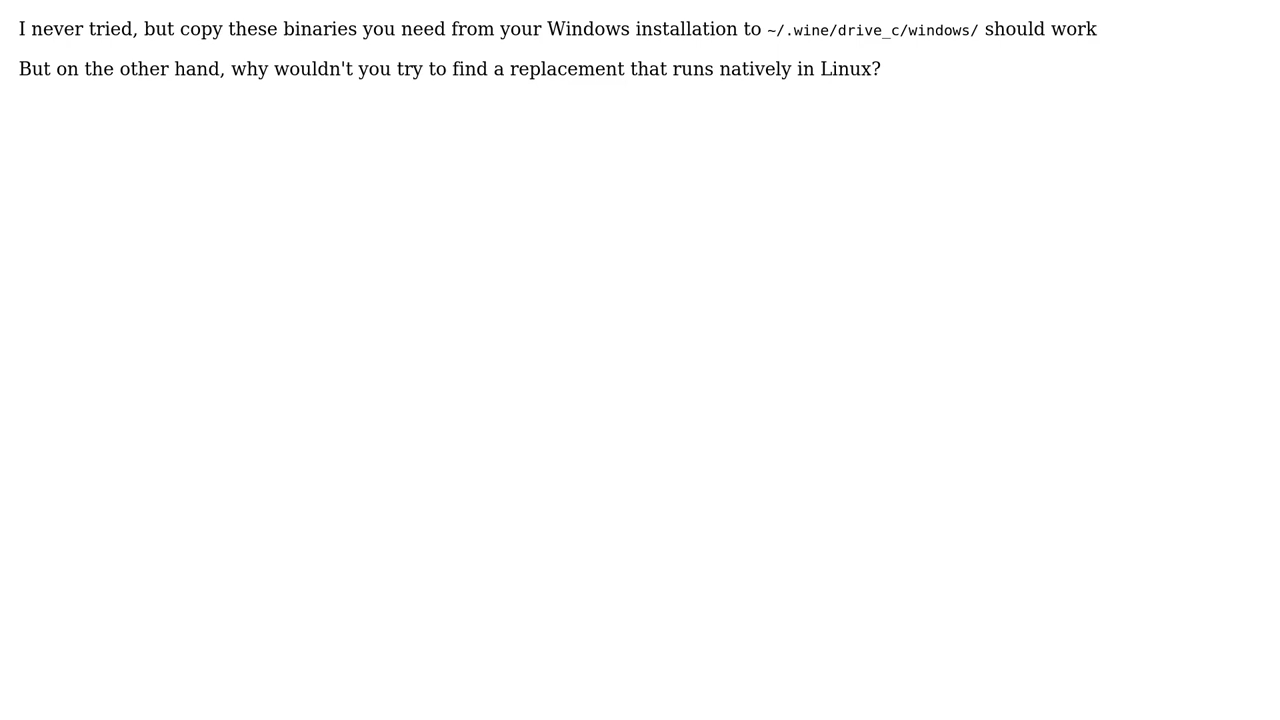 I never tried, but copy these binaries you need from your Windows installation to ~/.wine/drive_c/windows/ should work
But on the other hand, why wouldn't you try to find a replacement that runs natively in Linux?